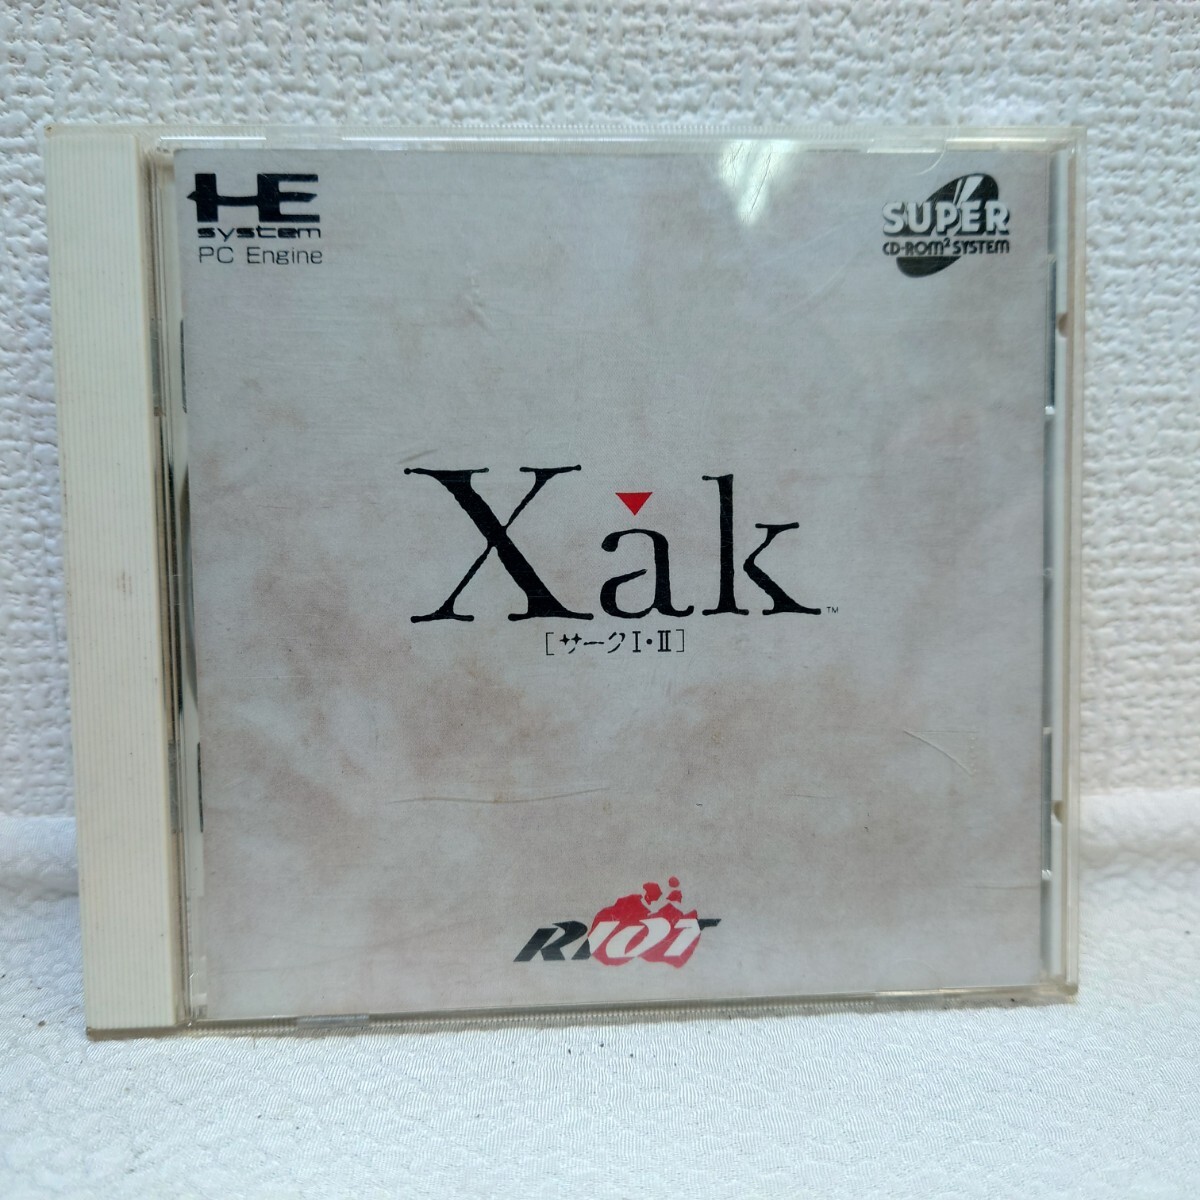 HE
system
PC Engine
SUPER
CD-ROM² SYSTEM
Xak™
[サークⅠ・Ⅱ]
RIOT